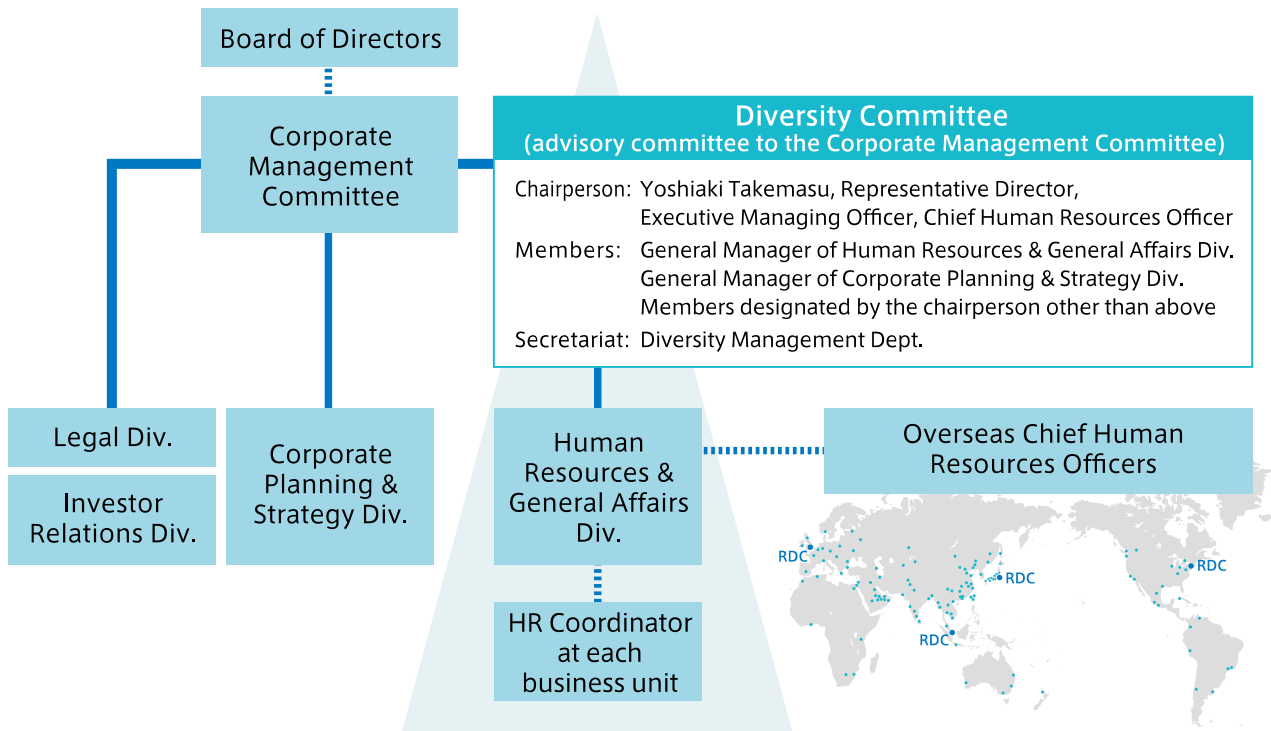 Board of Directors
Corporate
Management
Committee
Diversity Committee
(advisory committee to the Corporate Management Committee)
Chairperson: Yoshiaki Takemasu, Representative Director,
Executive Managing Officer, Chief Human Resources Officer
Members: General Manager of Human Resources & General Affairs Div.
General Manager of Corporate Planning & Strategy Div.
Members designated by the chairperson other than above
Secretariat: Diversity Management Dept.
Legal Div.
Investor
Relations Div.
Corporate
Planning &
Strategy Div.
Human
Resources &
General Affairs
Div.
Overseas Chief Human
Resources Officers
HR Coordinator
at each
business unit
RDC
RDC
RDC
RDC